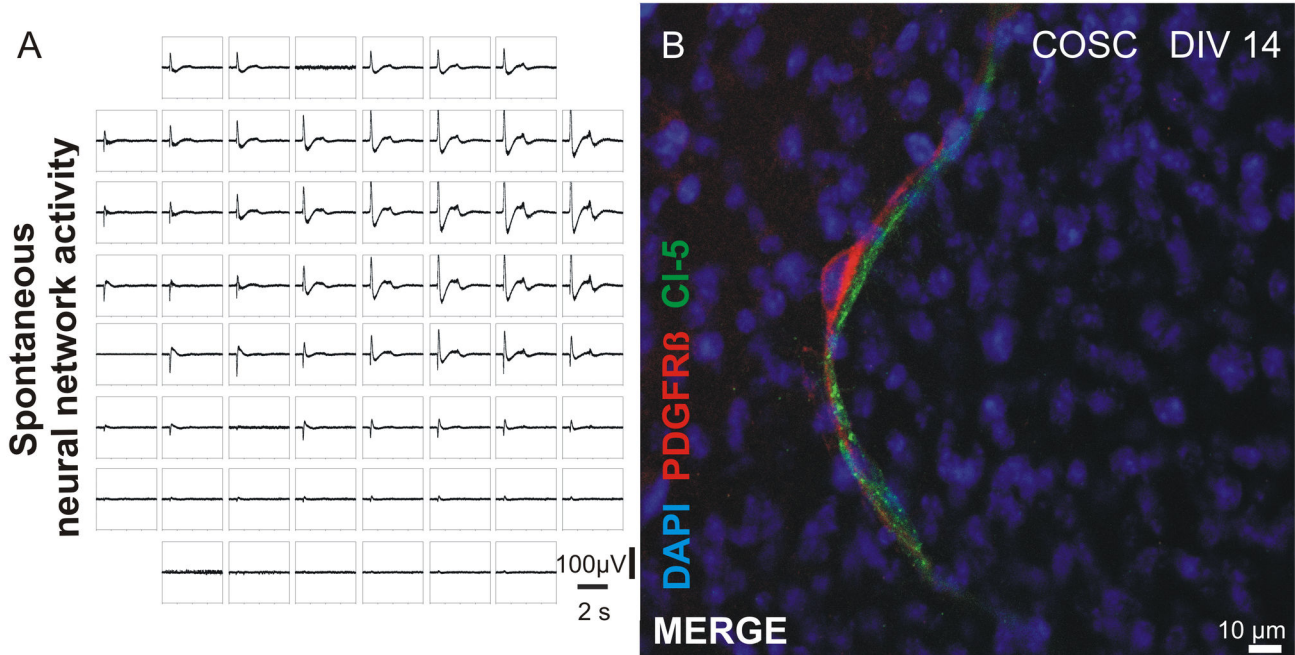 A
Spontaneous
neural network activity
100µV
2 s
B
COSC DIV 14
DAPI PDGFRß Cl-5
MERGE
10 µm